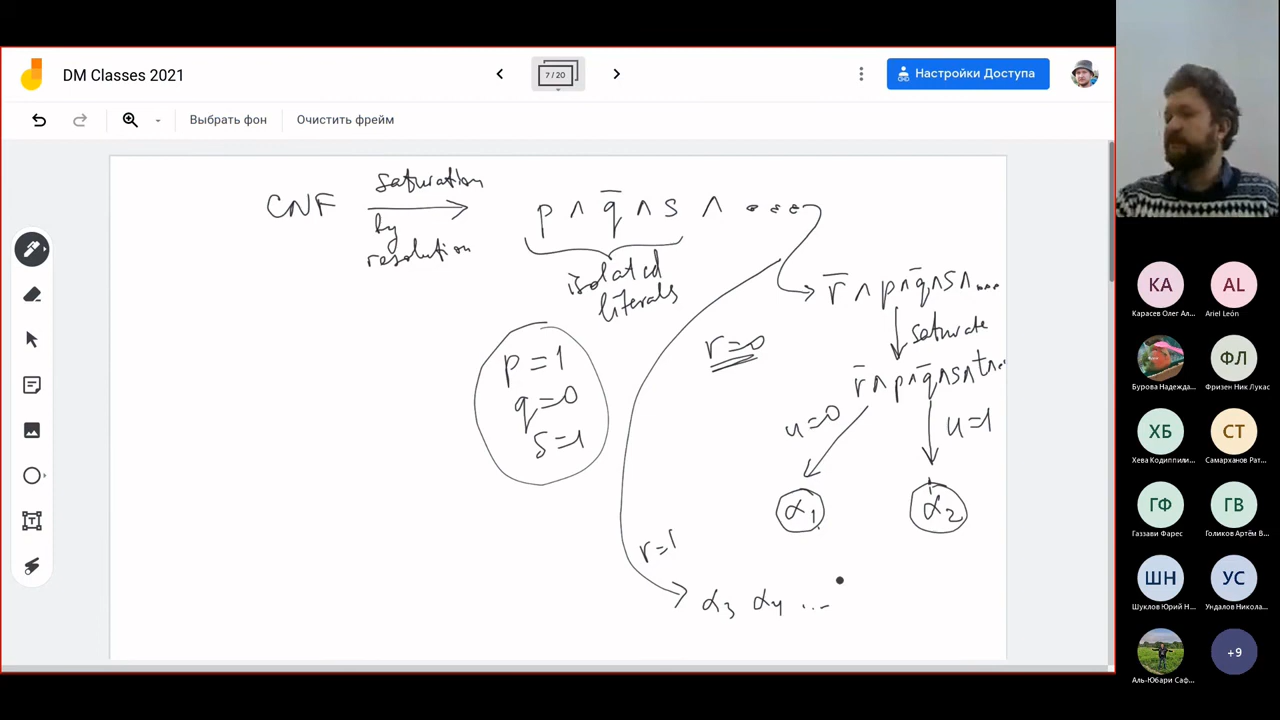 DM Classes 2021
7 / 20
Настройки Доступа
Выбрать фон
Очистить фрейм
CNF
saturation
by
resolution
p ∧ q̄ ∧ s ∧ ....
isolated
literals
p = 1
q = 0
s = 1
r = 0
r̄ ∧ p ∧ q̄ ∧ s ∧ ...
saturate
r̄ ∧ p ∧ q̄ ∧ s ∧ t ∧ ..
u = 0
u = 1
α₁
α₂
r = 1
α₃ α₄ ...
КА
Карасев Олег Ал...
AL
Ariel León
Бурова Надежда...
ФЛ
Фризен Ник Лукас
ХБ
Хева Кодиппили...
СТ
Самарханов Рат...
ГФ
Газзави Фарес
ГВ
Голиков Артём В...
ШН
Шуклов Юрий Н...
УС
Ундалов Никола...
Аль-Юбари Саф...
+9